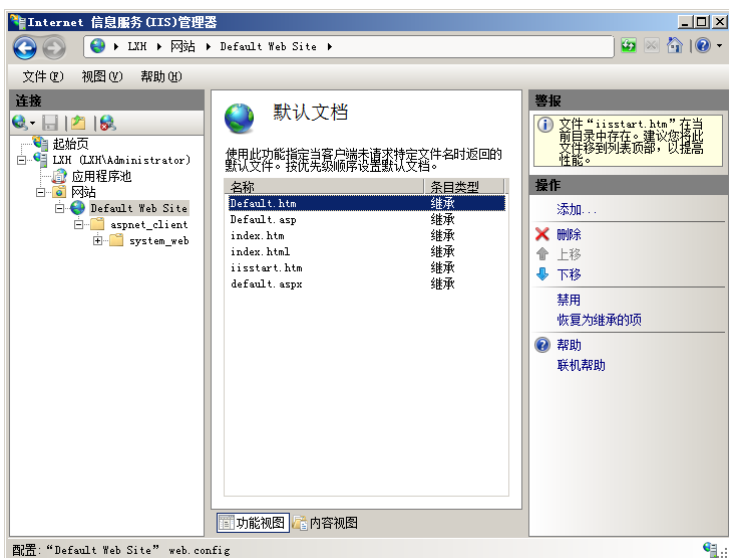 Internet 信息服务(IIS)管理器
LXH ▸ 网站 ▸ Default Web Site ▸
文件(F) 视图(V) 帮助(H)
连接
起始页
LXH (LXH\Administrator)
应用程序池
网站
Default Web Site
aspnet_client
system_web
默认文档
使用此功能指定当客户端未请求特定文件名时返回的
默认文件。按优先级顺序设置默认文档。
名称 条目类型
Default.htm 继承
Default.asp 继承
index.htm 继承
index.html 继承
iisstart.htm 继承
default.aspx 继承
功能视图 内容视图
警报
文件“iisstart.htm”在当
前目录中存在。建议您将此
文件移到列表顶部，以提高
性能。
操作
添加...
删除
上移
下移
禁用
恢复为继承的项
帮助
联机帮助
配置:“Default Web Site” web.config